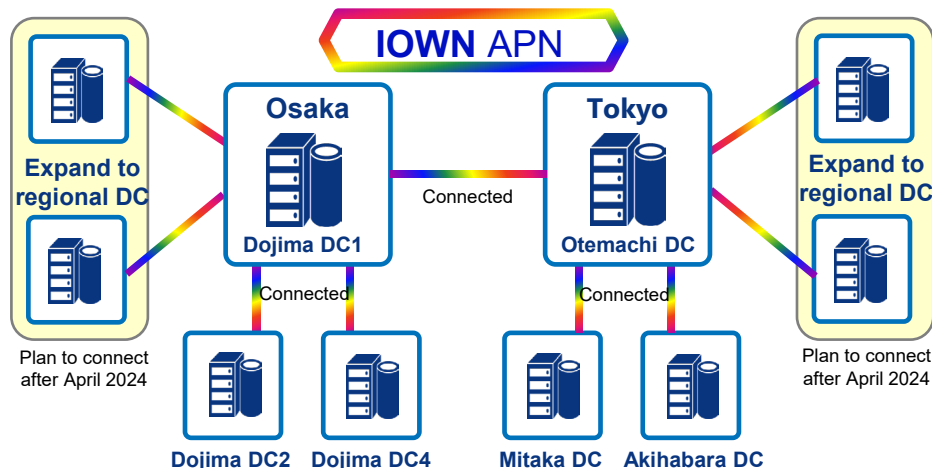 IOWN APN
Osaka
Dojima DC1
Tokyo
Otemachi DC
Connected
Expand to
regional DC
Plan to connect
after April 2024
Expand to
regional DC
Plan to connect
after April 2024
Connected
Connected
Dojima DC2
Dojima DC4
Mitaka DC
Akihabara DC